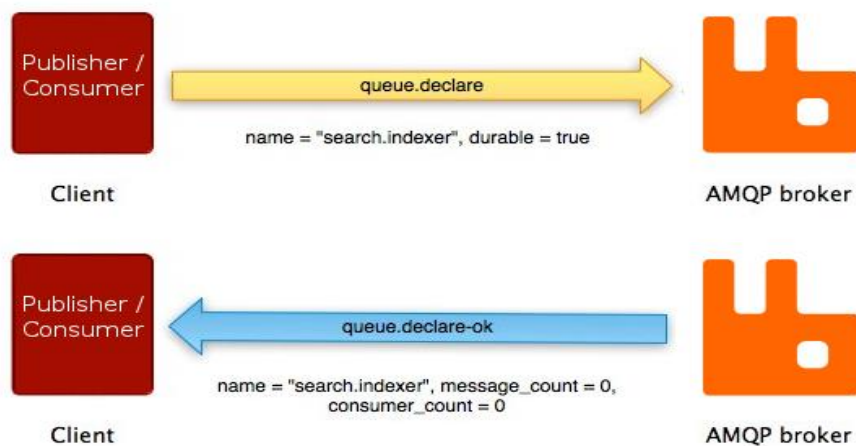 Publisher /
Consumer
queue.declare
name = "search.indexer", durable = true
Client
AMQP broker
Publisher /
Consumer
queue.declare-ok
name = "search.indexer", message_count = 0,
consumer_count = 0
Client
AMQP broker